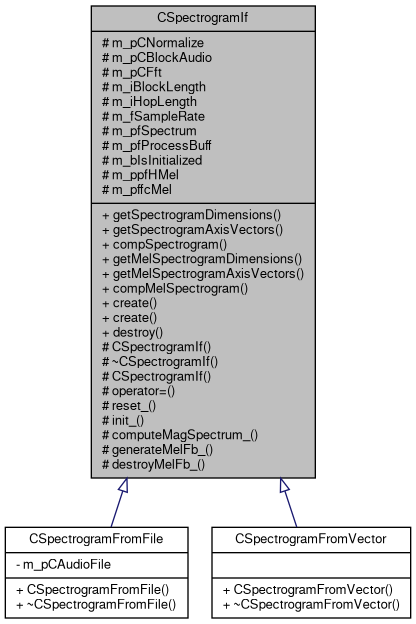 CSpectrogramIf
# m_pCNormalize
# m_pCBlockAudio
# m_pCFft
# m_iBlockLength
# m_iHopLength
# m_fSampleRate
# m_pfSpectrum
# m_pfProcessBuff
# m_bIsInitialized
# m_ppfHMel
# m_pffcMel
+ getSpectrogramDimensions()
+ getSpectrogramAxisVectors()
+ compSpectrogram()
+ getMelSpectrogramDimensions()
+ getMelSpectrogramAxisVectors()
+ compMelSpectrogram()
+ create()
+ create()
+ destroy()
# CSpectrogramIf()
# ~CSpectrogramIf()
# CSpectrogramIf()
# operator=()
# reset_()
# init_()
# computeMagSpectrum_()
# generateMelFb_()
# destroyMelFb_()
CSpectrogramFromFile
- m_pCAudioFile
+ CSpectrogramFromFile()
+ ~CSpectrogramFromFile()
CSpectrogramFromVector
+ CSpectrogramFromVector()
+ ~CSpectrogramFromVector()